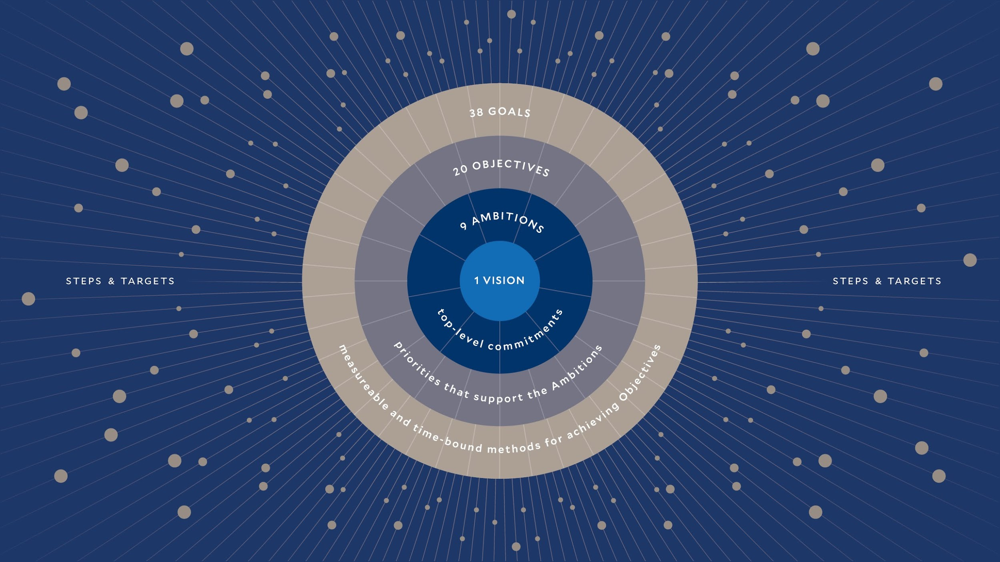 38 GOALS
20 OBJECTIVES
9 AMBITIONS
1 VISION
STEPS & TARGETS
STEPS & TARGETS
top-level commitments
priorities that support the Ambitions
measureable and time-bound methods for achieving Objectives